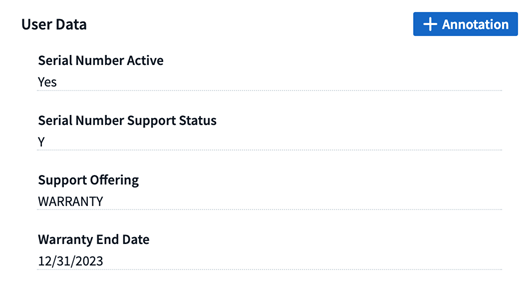 User Data
+ Annotation
Serial Number Active
Yes
Serial Number Support Status
Y
Support Offering
WARRANTY
Warranty End Date
12/31/2023